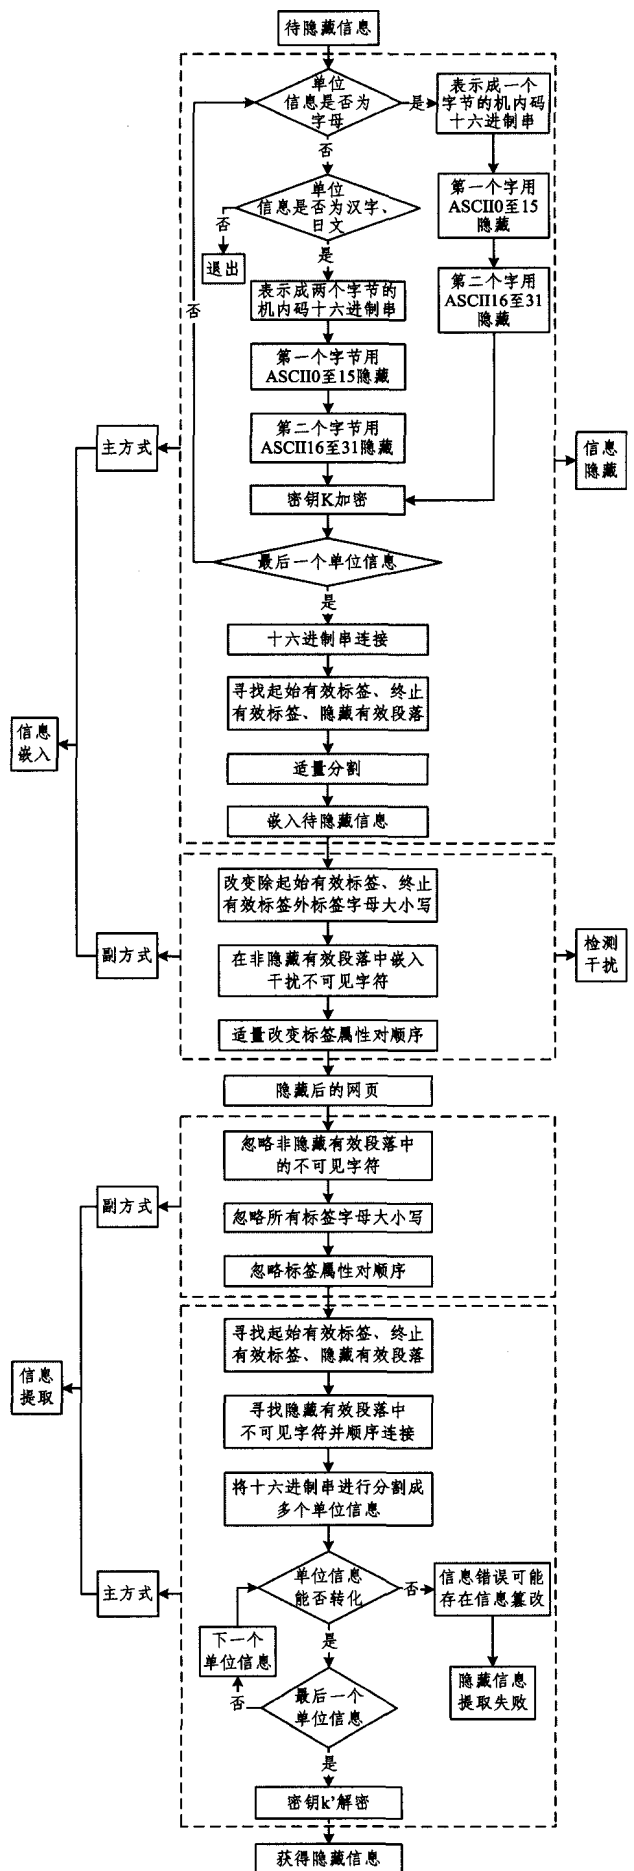 待隐藏信息
单位
信息是否为
字母
是
表示成一个
字节的机内码
十六进制串
否
单位
信息是否为汉字、
日文
第一个字用
ASCII0至15
隐藏
否
退出
是
表示成两个字节的
机内码十六进制串
第二个字用
ASCII16至31
隐藏
否
第一个字节用
ASCII0至15隐藏
第二个字节用
ASCII16至31隐藏
主方式
信息
隐藏
密钥K加密
最后一个单位信息
是
十六进制串连接
寻找起始有效标签、终止
有效标签、隐藏有效段落
信息
嵌入
适量分割
嵌入待隐藏信息
改变除起始有效标签、终止
有效标签外标签字母大小写
副方式
在非隐藏有效段落中嵌入
干扰不可见字符
检测
干扰
适量改变标签属性对顺序
隐藏后的网页
忽略非隐藏有效段落中
的不可见字符
副方式
忽略所有标签字母大小写
忽略标签属性对顺序
寻找起始有效标签、终止
有效标签、隐藏有效段落
信息
提取
寻找隐藏有效段落中
不可见字符并顺序连接
将十六进制串进行分割成
多个单位信息
主方式
单位信息
能否转化
否
信息错误可能
存在信息篡改
下一个
单位信息
是
隐藏信息
提取失败
否
最后一个
单位信息
是
密钥k'解密
获得隐藏信息